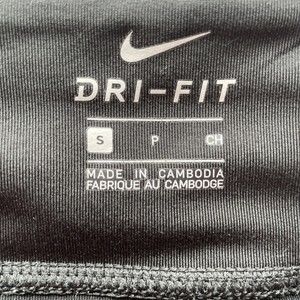 DRI-FIT
S P CH
MADE IN CAMBODIA
FABRIQUE AU CAMBODGE